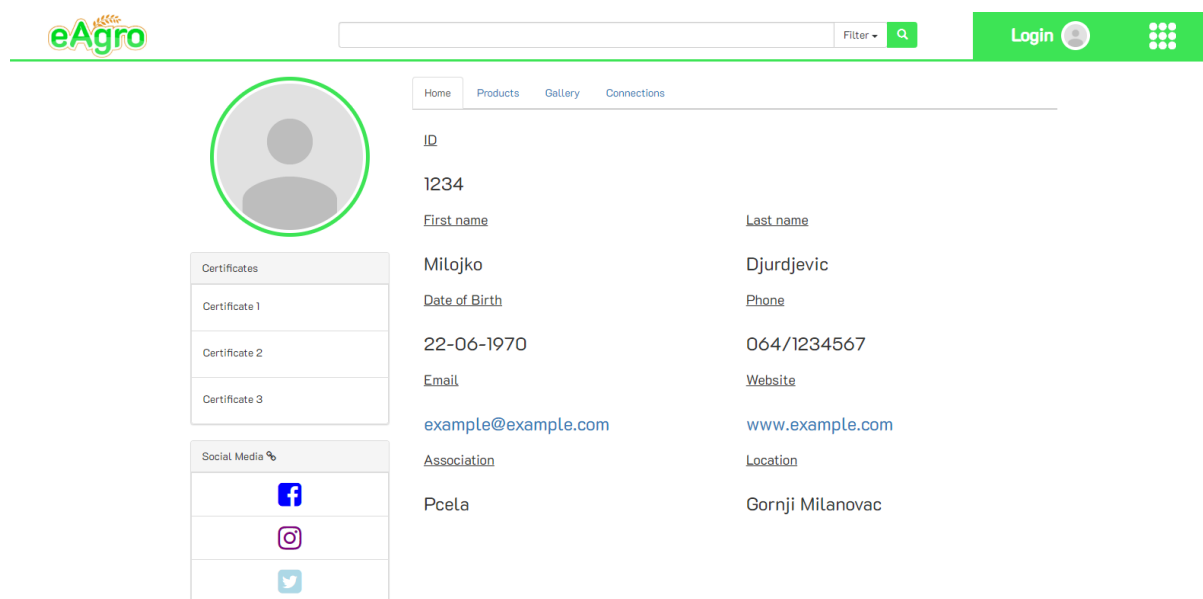 eAgro
Filter
Login
Home Products Gallery Connections
ID
1234
First name Last name
Milojko Djurdjevic
Date of Birth Phone
22-06-1970 064/1234567
Email Website
example@example.com www.example.com
Association Location
Pcela Gornji Milanovac
Certificates
Certificate 1
Certificate 2
Certificate 3
Social Media